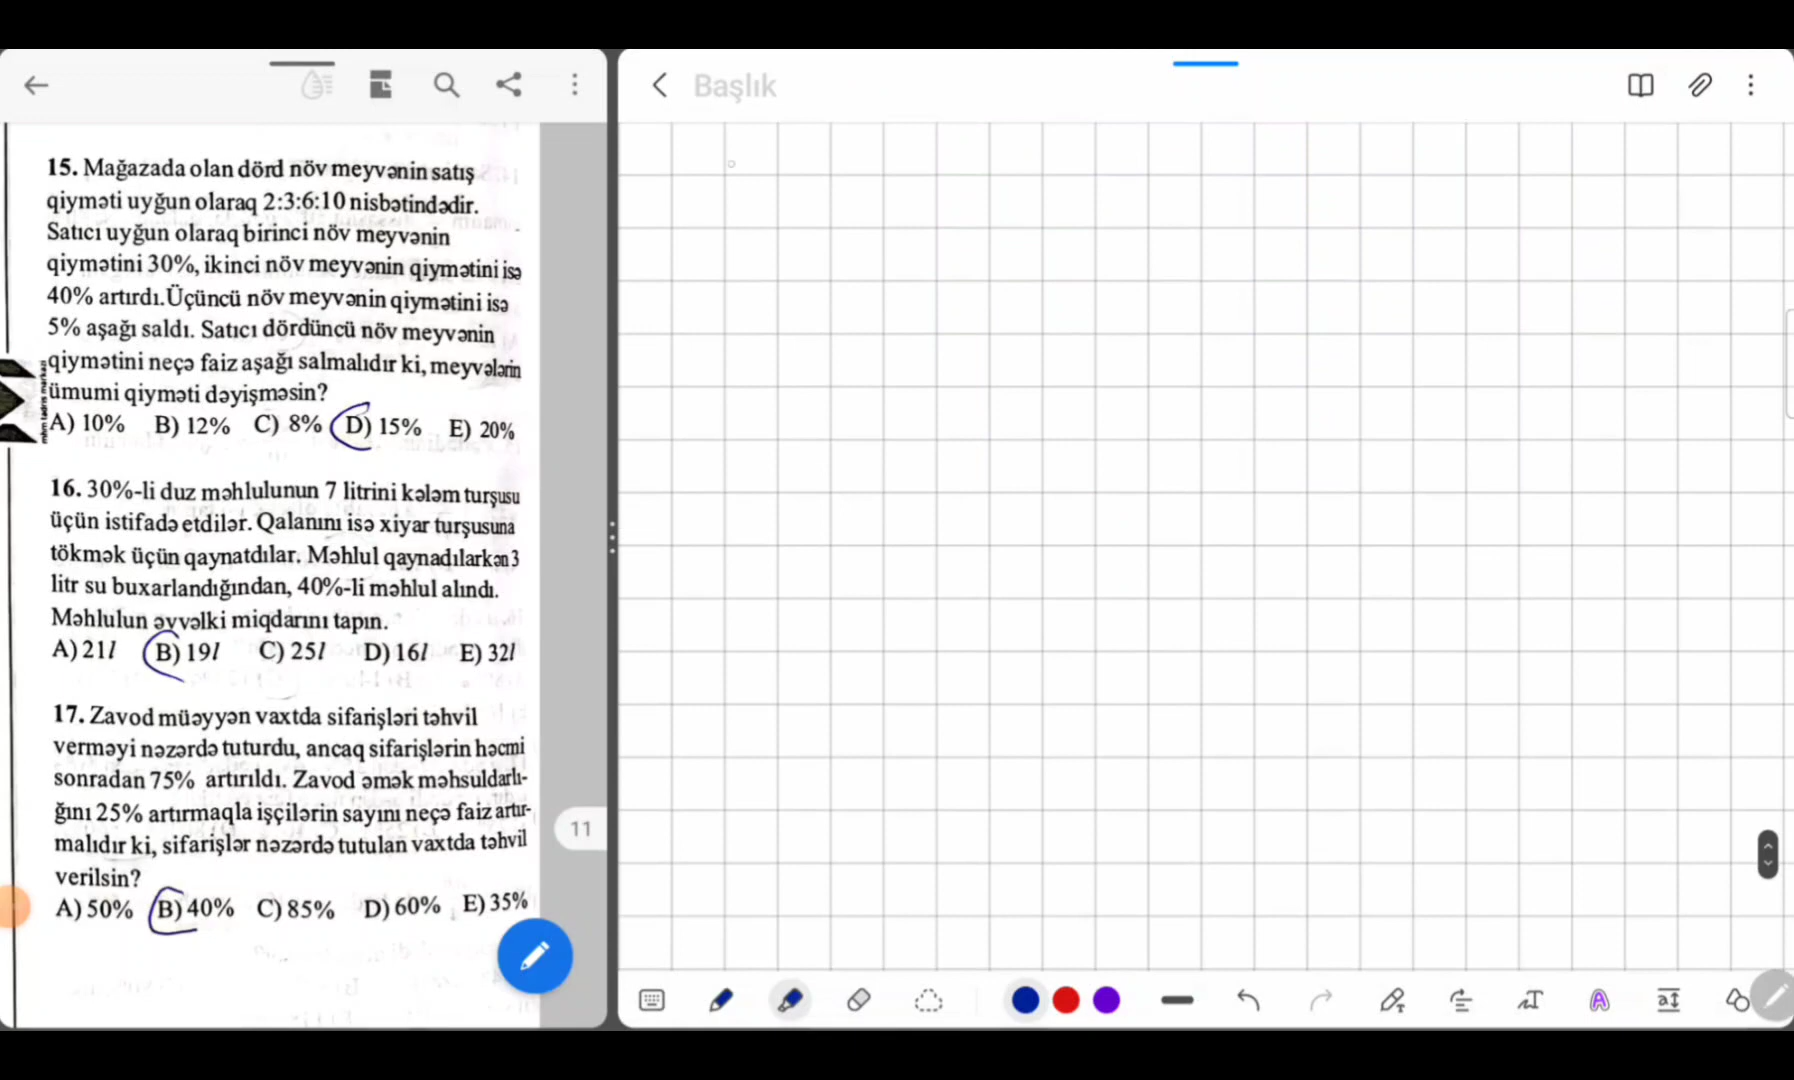 Başlık
15. Mağazada olan dörd növ meyvənin satış
qiyməti uyğun olaraq 2:3:6:10 nisbətindədir.
Satıcı uyğun olaraq birinci növ meyvənin
qiymətini 30%, ikinci növ meyvənin qiymətini isə
40% artırdı.Üçüncü növ meyvənin qiymətini isə
5% aşağı saldı. Satıcı dördüncü növ meyvənin
qiymətini neçə faiz aşağı salmalıdır ki, meyvələrin
ümumi qiyməti dəyişməsin?
A) 10% B) 12% C) 8% D) 15% E) 20%
16. 30%-li duz məhlulunun 7 litrini kələm turşusu
üçün istifadə etdilər. Qalanını isə xiyar turşusuna
tökmək üçün qaynatdılar. Məhlul qaynadılarkən 3
litr su buxarlandığından, 40%-li məhlul alındı.
Məhlulun əvvəlki miqdarını tapın.
A) 21l B) 19l C) 25l D) 16l E) 32l
17. Zavod müəyyən vaxtda sifarişləri təhvil
verməyi nəzərdə tuturdu, ancaq sifarişlərin həcmi
sonradan 75% artırıldı. Zavod əmək məhsuldarlı-
ğını 25% artırmaqla işçilərin sayını neçə faiz artır-
malıdır ki, sifarişlər nəzərdə tutulan vaxtda təhvil
verilsin?
A) 50% B) 40% C) 85% D) 60% E) 35%
11